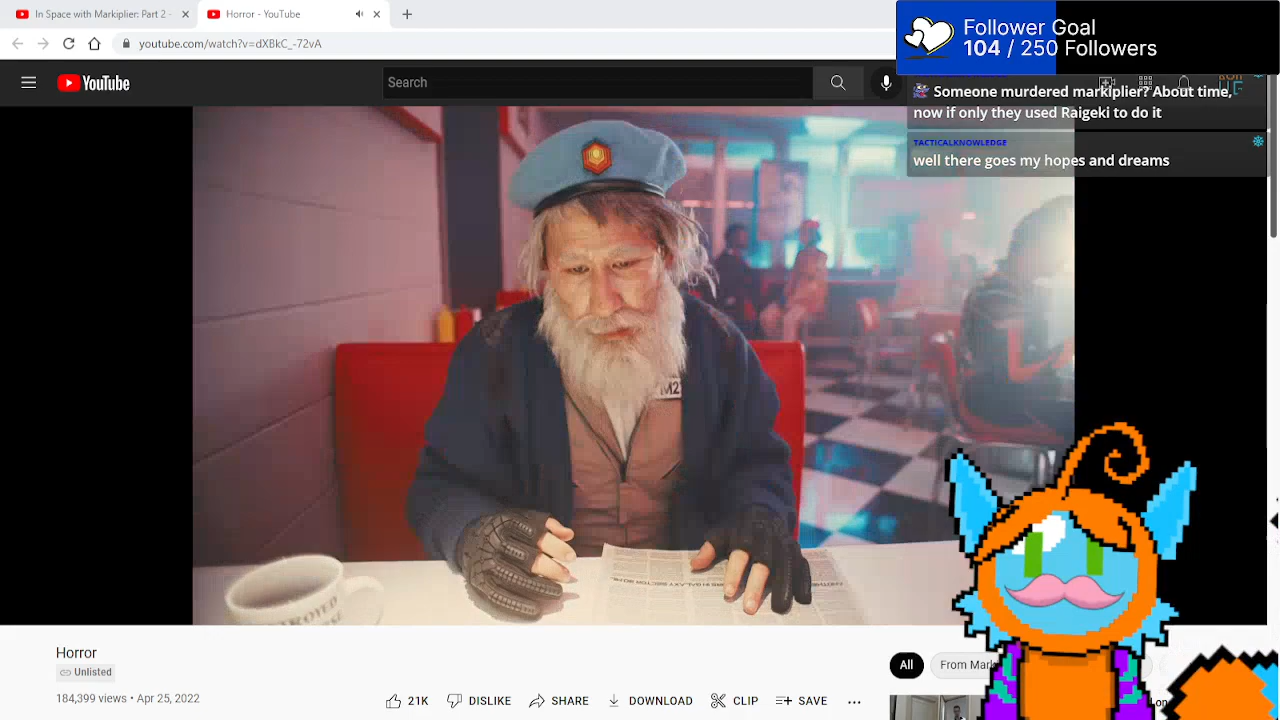 In Space with Markiplier: Part 2 -
Horror - YouTube
youtube.com/watch?v=dXBkC_-72vA
Follower Goal
104 / 250 Followers
YouTube
Search
Someone murdered markiplier? About time,
now if only they used Raigeki to do it
TACTICALKNOWLEDGE
well there goes my hopes and dreams
Horror
Unlisted
184,399 views • Apr 25, 2022
DISLIKE
SHARE
DOWNLOAD
CLIP
SAVE
All
From Mark